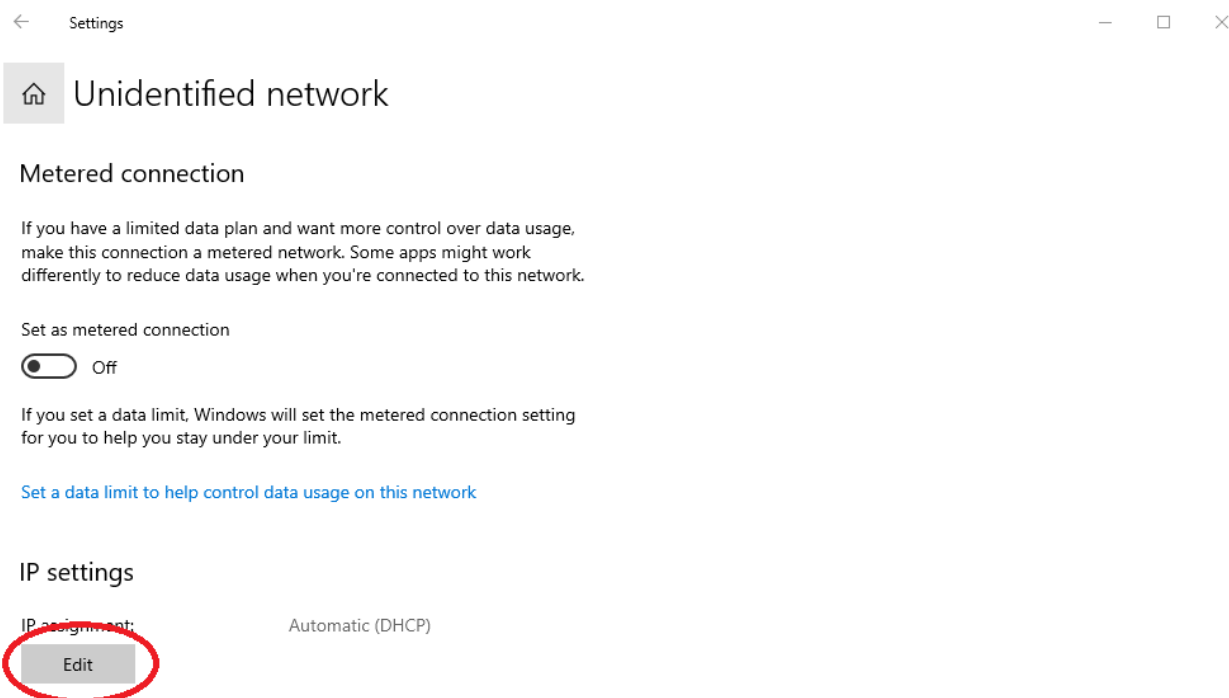 Settings
Unidentified network
Metered connection
If you have a limited data plan and want more control over data usage,
make this connection a metered network. Some apps might work
differently to reduce data usage when you're connected to this network.
Set as metered connection
Off
If you set a data limit, Windows will set the metered connection setting
for you to help you stay under your limit.
Set a data limit to help control data usage on this network
IP settings
IP assignment: Automatic (DHCP)
Edit